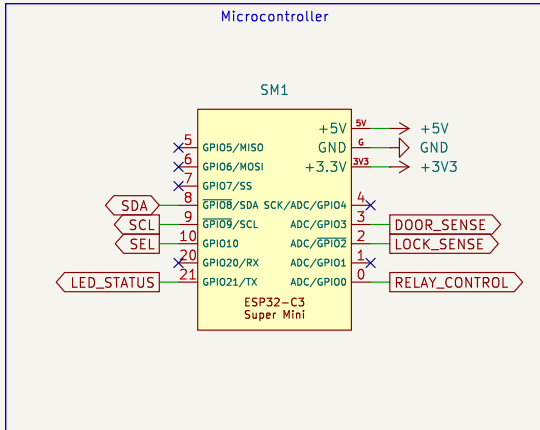 Microcontroller
SM1
+5V 5V +5V
5 GPIO5/MISO GND G GND
6 GPIO6/MOSI +3.3V 3V3 +3V3
7 GPIO7/SS
SDA 8 GPIO8/SDA SCK/ADC/GPIO4 4
SCL 9 GPIO9/SCL ADC/GPIO3 3 DOOR_SENSE
SEL 10 GPIO10 ADC/GPIO2 2 LOCK_SENSE
20 GPIO20/RX ADC/GPIO1 1
LED_STATUS 21 GPIO21/TX ADC/GPIO0 0 RELAY_CONTROL
ESP32-C3
Super Mini